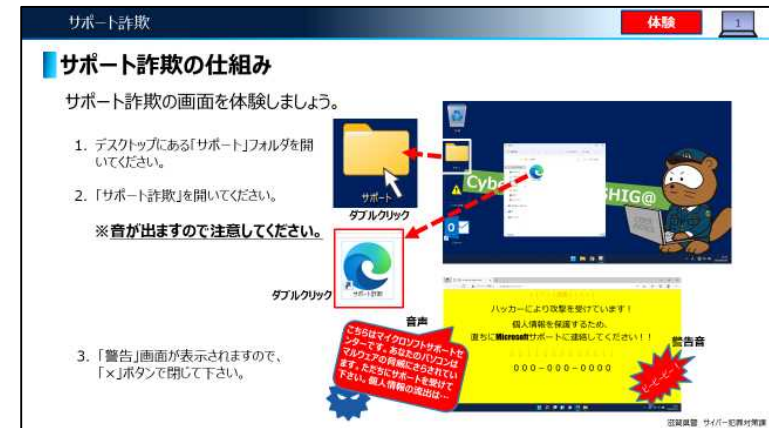 サポート詐欺
体験
1
サポート詐欺の仕組み
サポート詐欺の画面を体験しましょう。
1. デスクトップにある「サポート」フォルダを開
いてください。
2. 「サポート詐欺」を開いてください。
※音が出ますので注意してください。
サポート
ダブルクリック
サポート詐欺
ダブルクリック
3. 「警告」画面が表示されますので、
「×」ボタンで閉じて下さい。
Cybe
SHIG@
音声
こちらはマイクロソフトサポートセ
ンターです。あなたのパソコンは
マルウェアの脅威にさらされてい
ます。ただちにサポートを受けて
下さい。個人情報の流出は…
ハッカーにより攻撃を受けています！
個人情報を保護するため、
直ちにMicrosoftサポートに連絡してください！！
000-000-0000
警告音
ピーピーピー！
滋賀県警 サイバー犯罪対策課